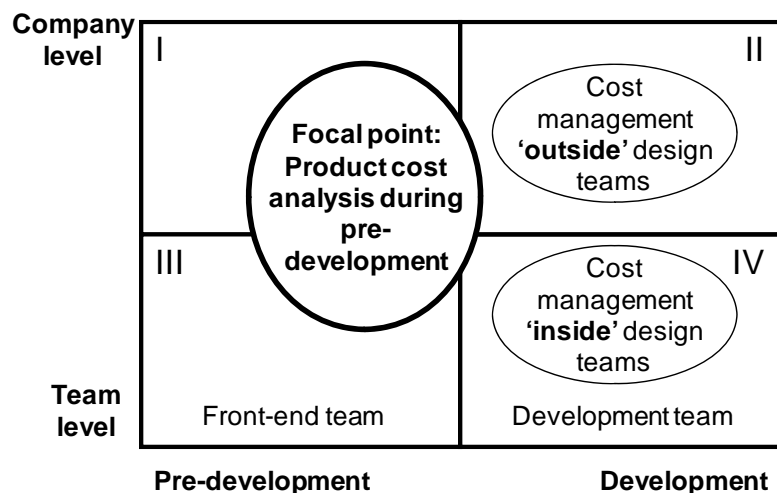 Company
level
I
II
Focal point:
Product cost
analysis during
pre-
development
Cost
management
‘outside’ design
teams
III
IV
Cost
management
‘inside’ design
teams
Team
level
Front-end team
Development team
Pre-development
Development